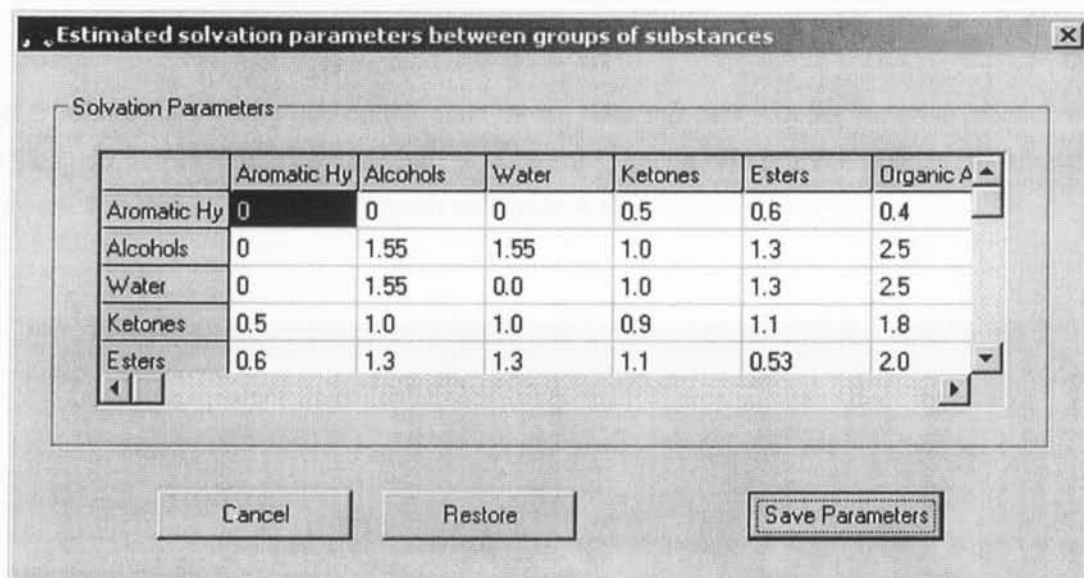 Estimated solvation parameters between groups of substances
Solvation Parameters
Aromatic Hy Alcohols Water Ketones Esters Organic A
Aromatic Hy 0 0 0 0.5 0.6 0.4
Alcohols 0 1.55 1.55 1.0 1.3 2.5
Water 0 1.55 0.0 1.0 1.3 2.5
Ketones 0.5 1.0 1.0 0.9 1.1 1.8
Esters 0.6 1.3 1.3 1.1 0.53 2.0
Cancel Restore Save Parameters